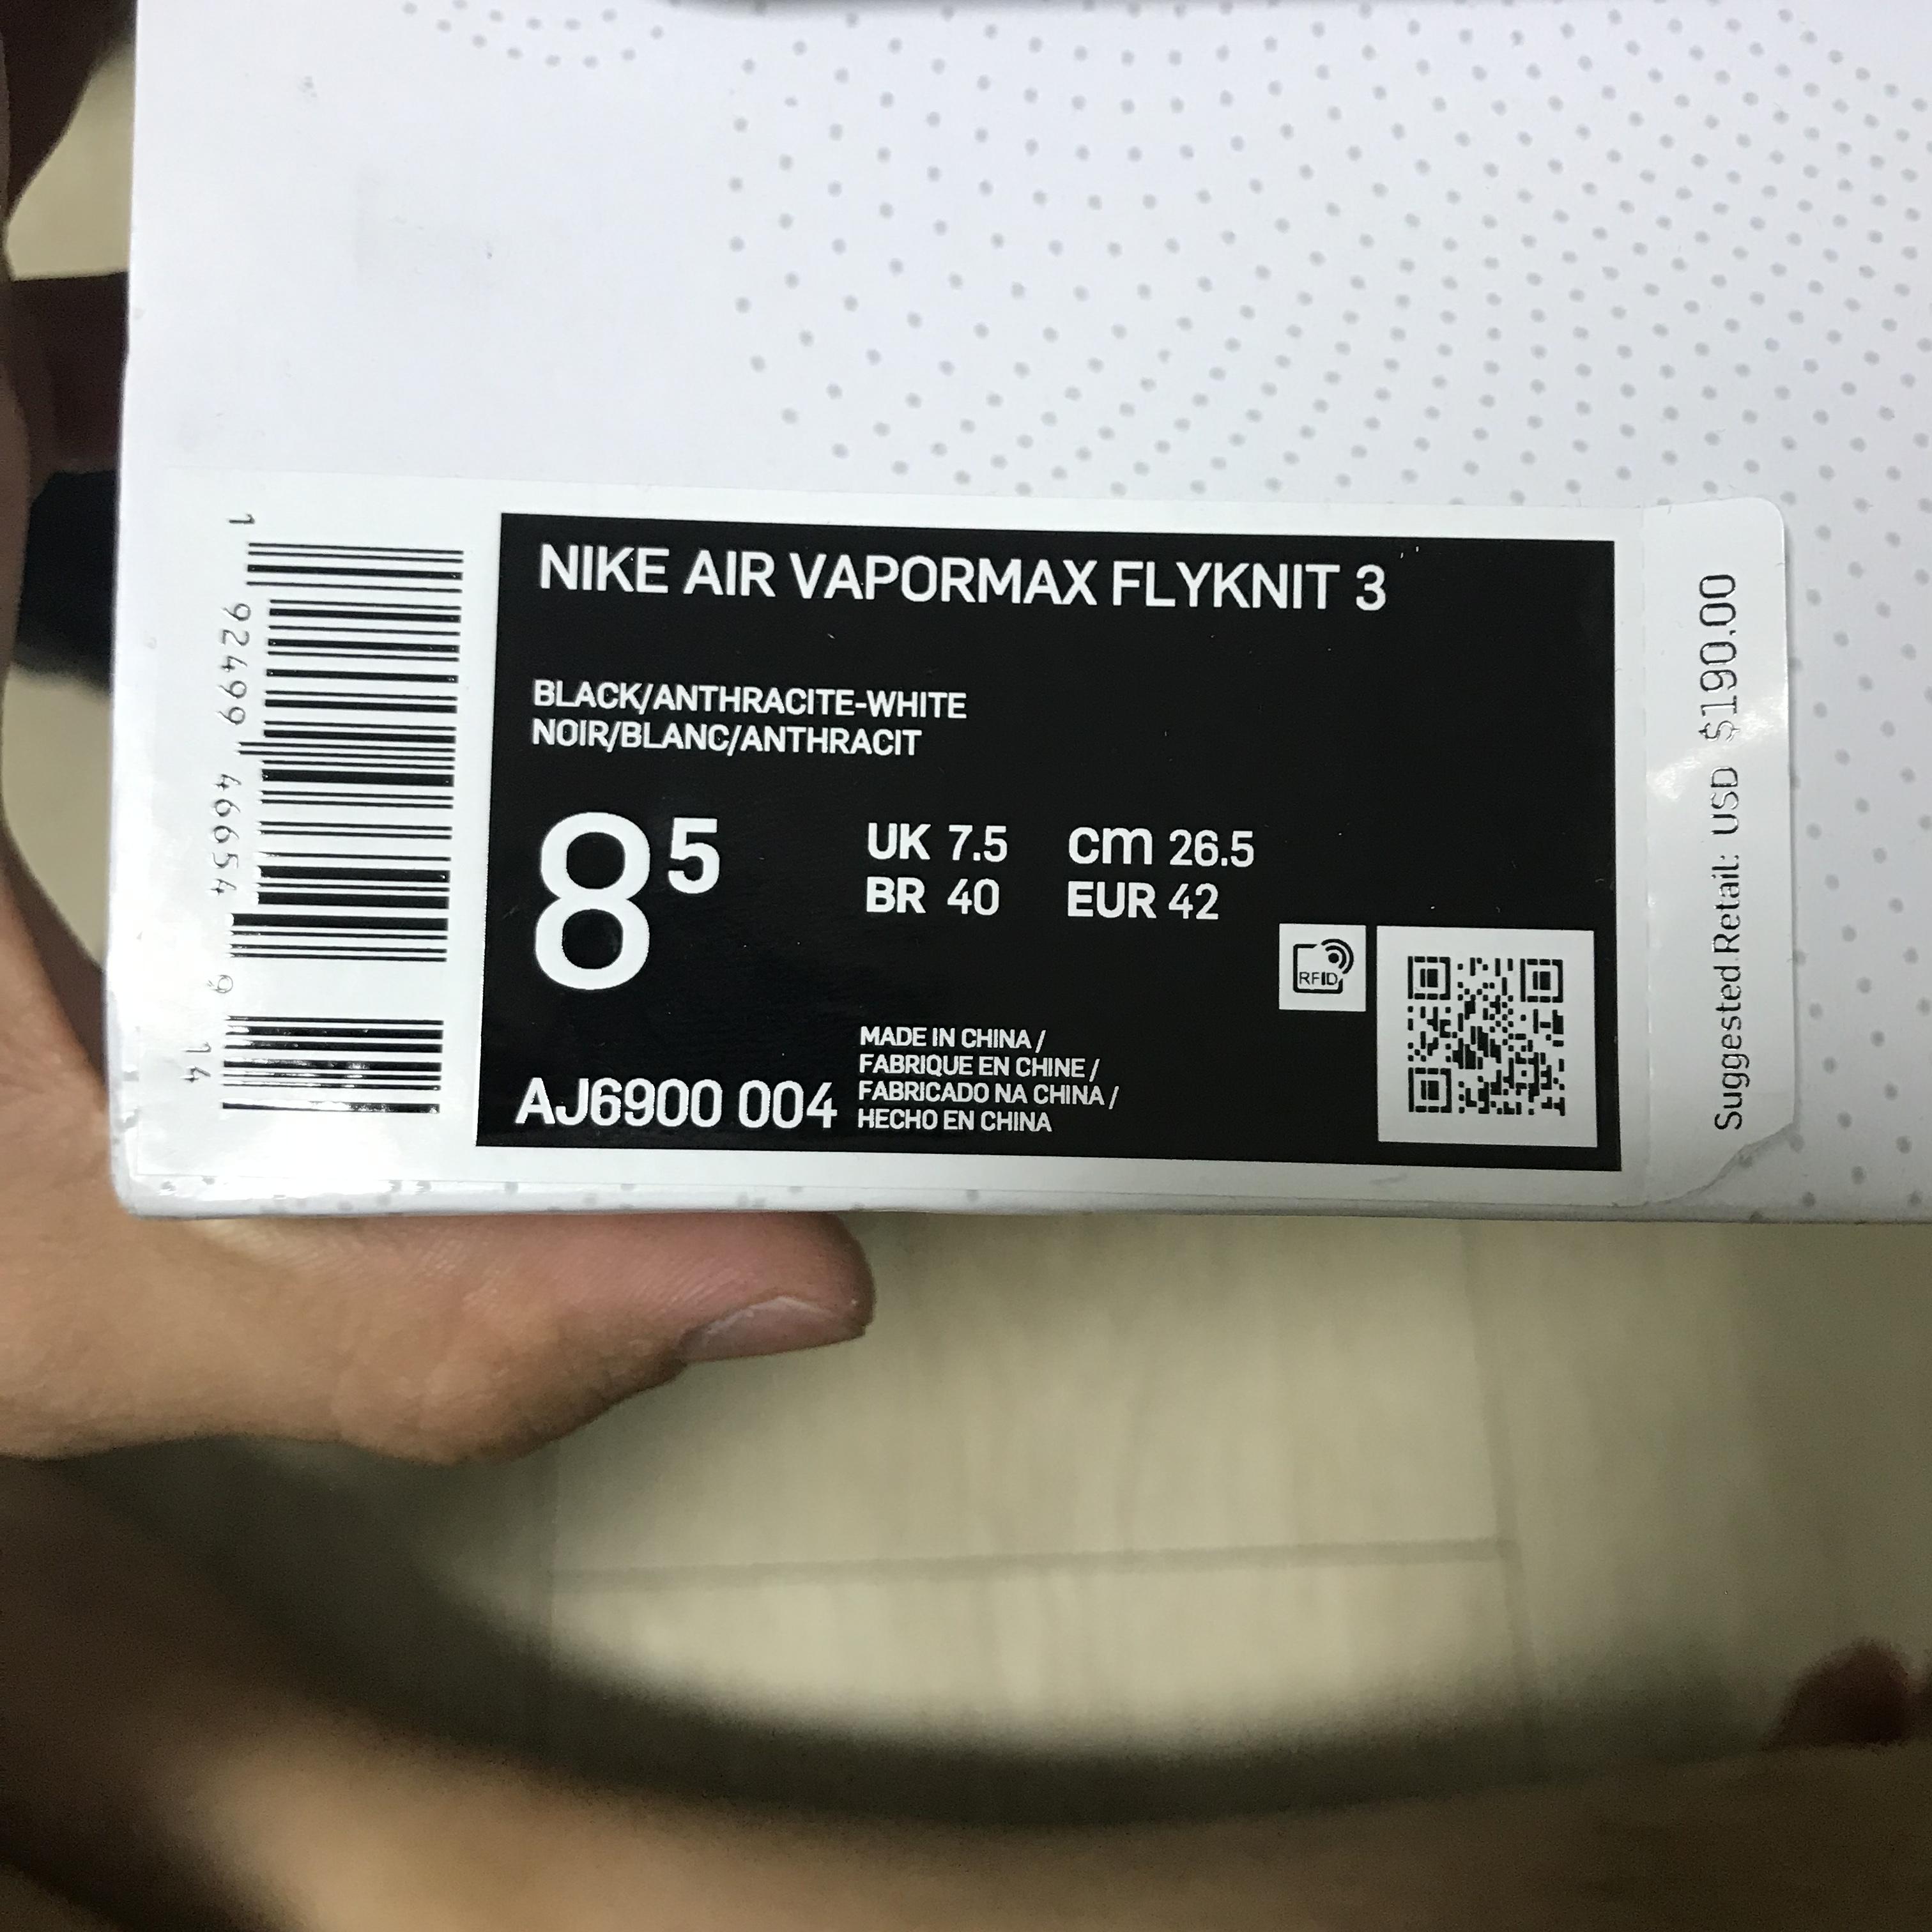 NIKE AIR VAPORMAX FLYKNIT 3
BLACK/ANTHRACITE-WHITE
NOIR/BLANC/ANTHRACIT
8 5
UK 7.5 cm 26.5
BR 40 EUR 42
RFID
MADE IN CHINA /
FABRIQUE EN CHINE /
FABRICADO NA CHINA /
HECHO EN CHINA
AJ6900 004
1 92499 46654 9 14
Suggested Retail: USD $190.00